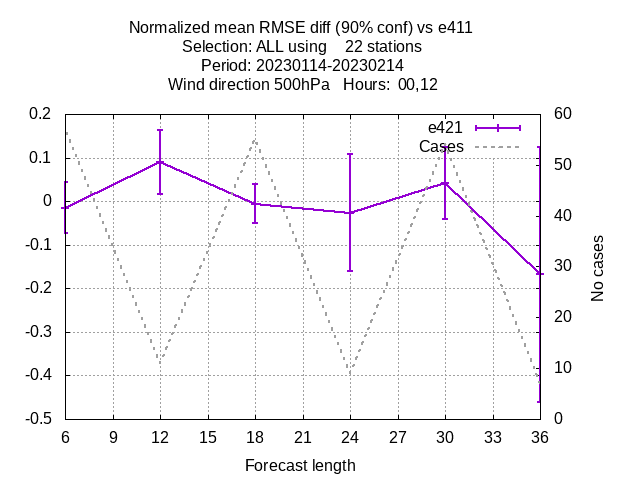 Normalized mean RMSE diff (90% conf) vs e411
Selection: ALL using    22 stations
Period: 20230114-20230214
Wind direction 500hPa   Hours:  00,12
0.2
0.1
0
-0.1
-0.2
-0.3
-0.4
-0.5
e421
Cases
60
50
40
30
20
10
0
No cases
6 9 12 15 18 21 24 27 30 33 36
Forecast length